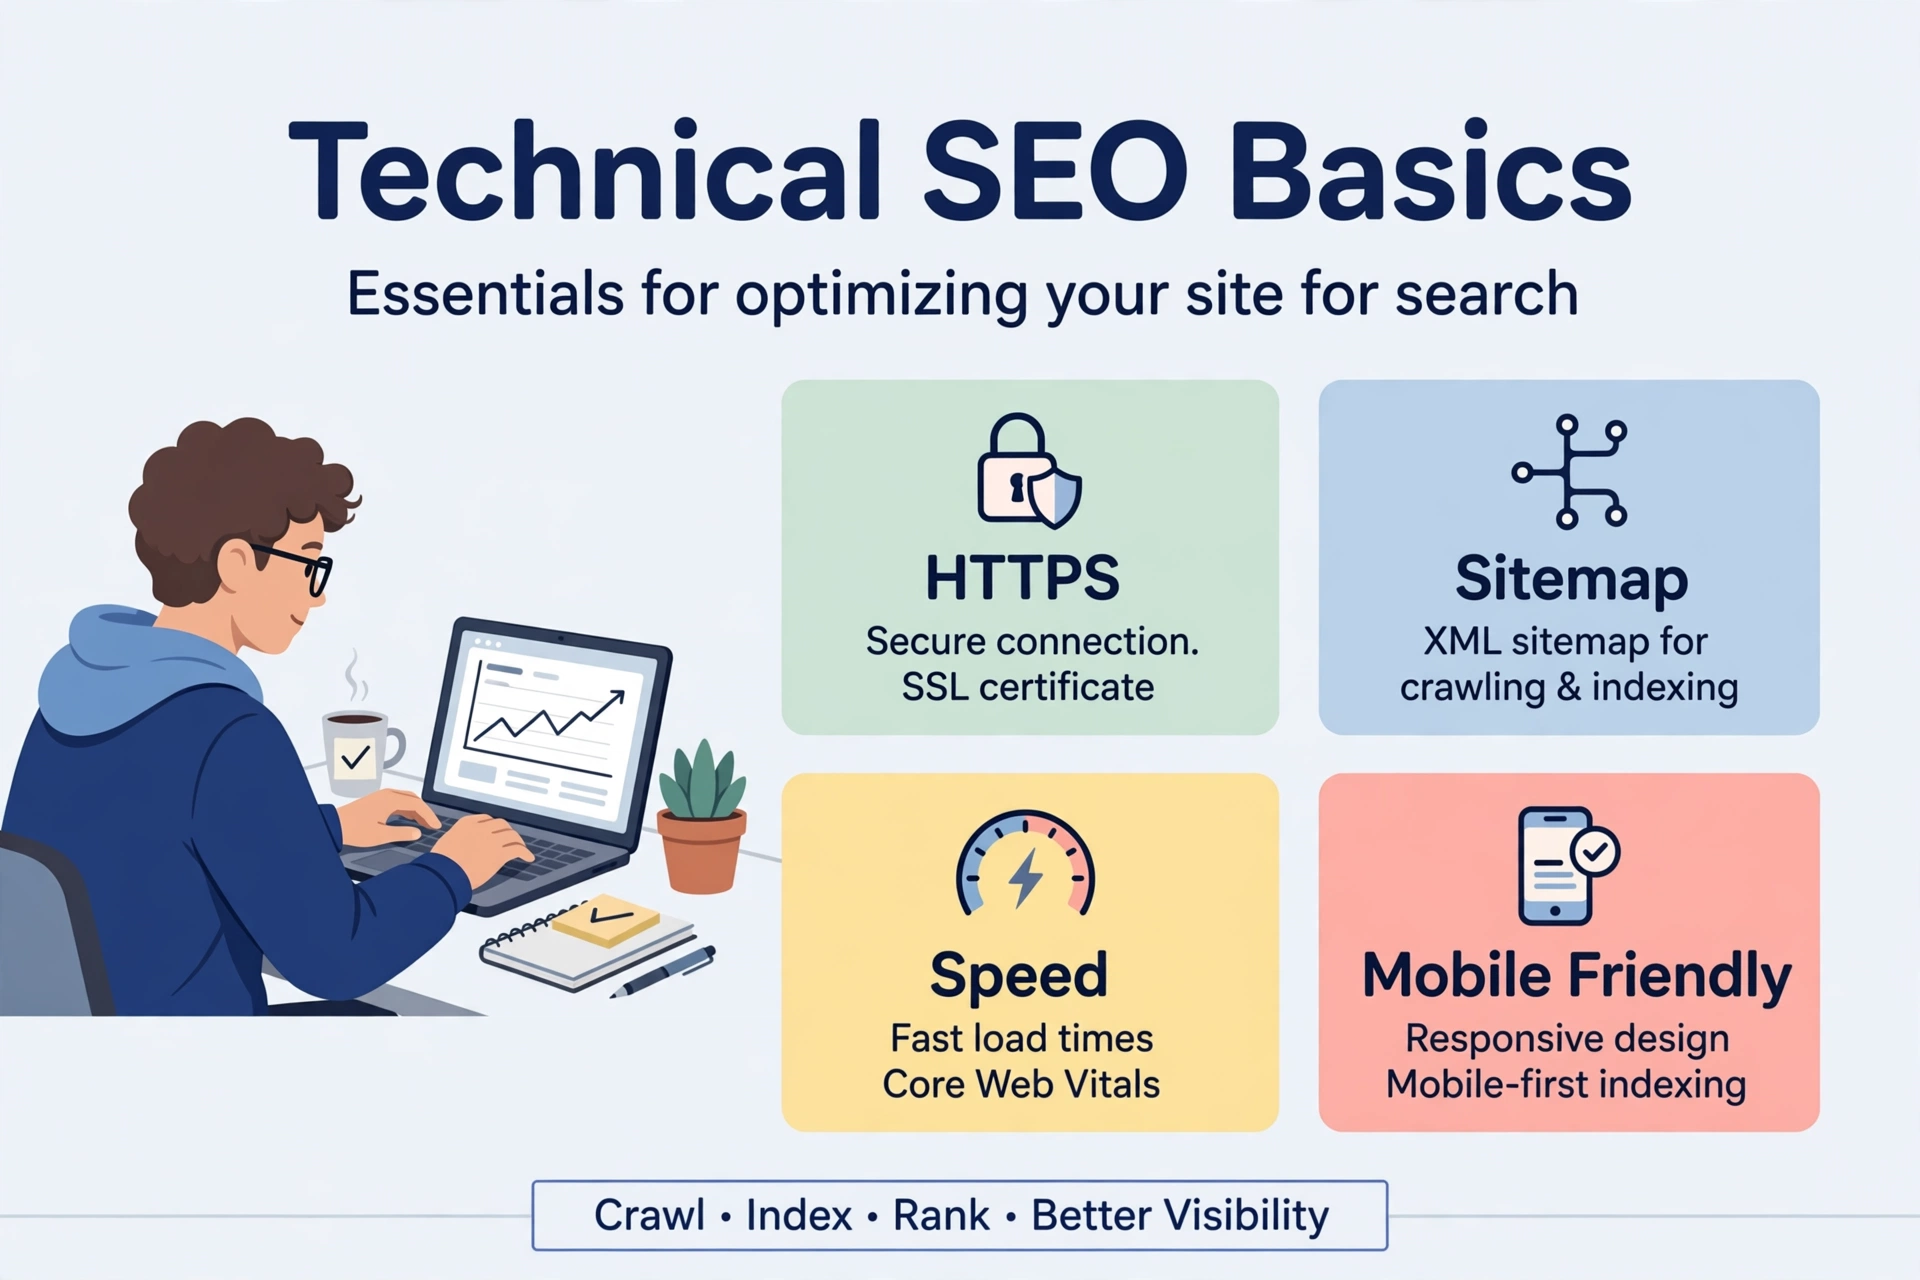 Technical SEO Basics
Essentials for optimizing your site for search
HTTPS
Secure connection.
SSL certificate
Sitemap
XML sitemap for
crawling & indexing
Speed
Fast load times
Core Web Vitals
Mobile Friendly
Responsive design
Mobile-first indexing
Crawl • Index • Rank • Better Visibility